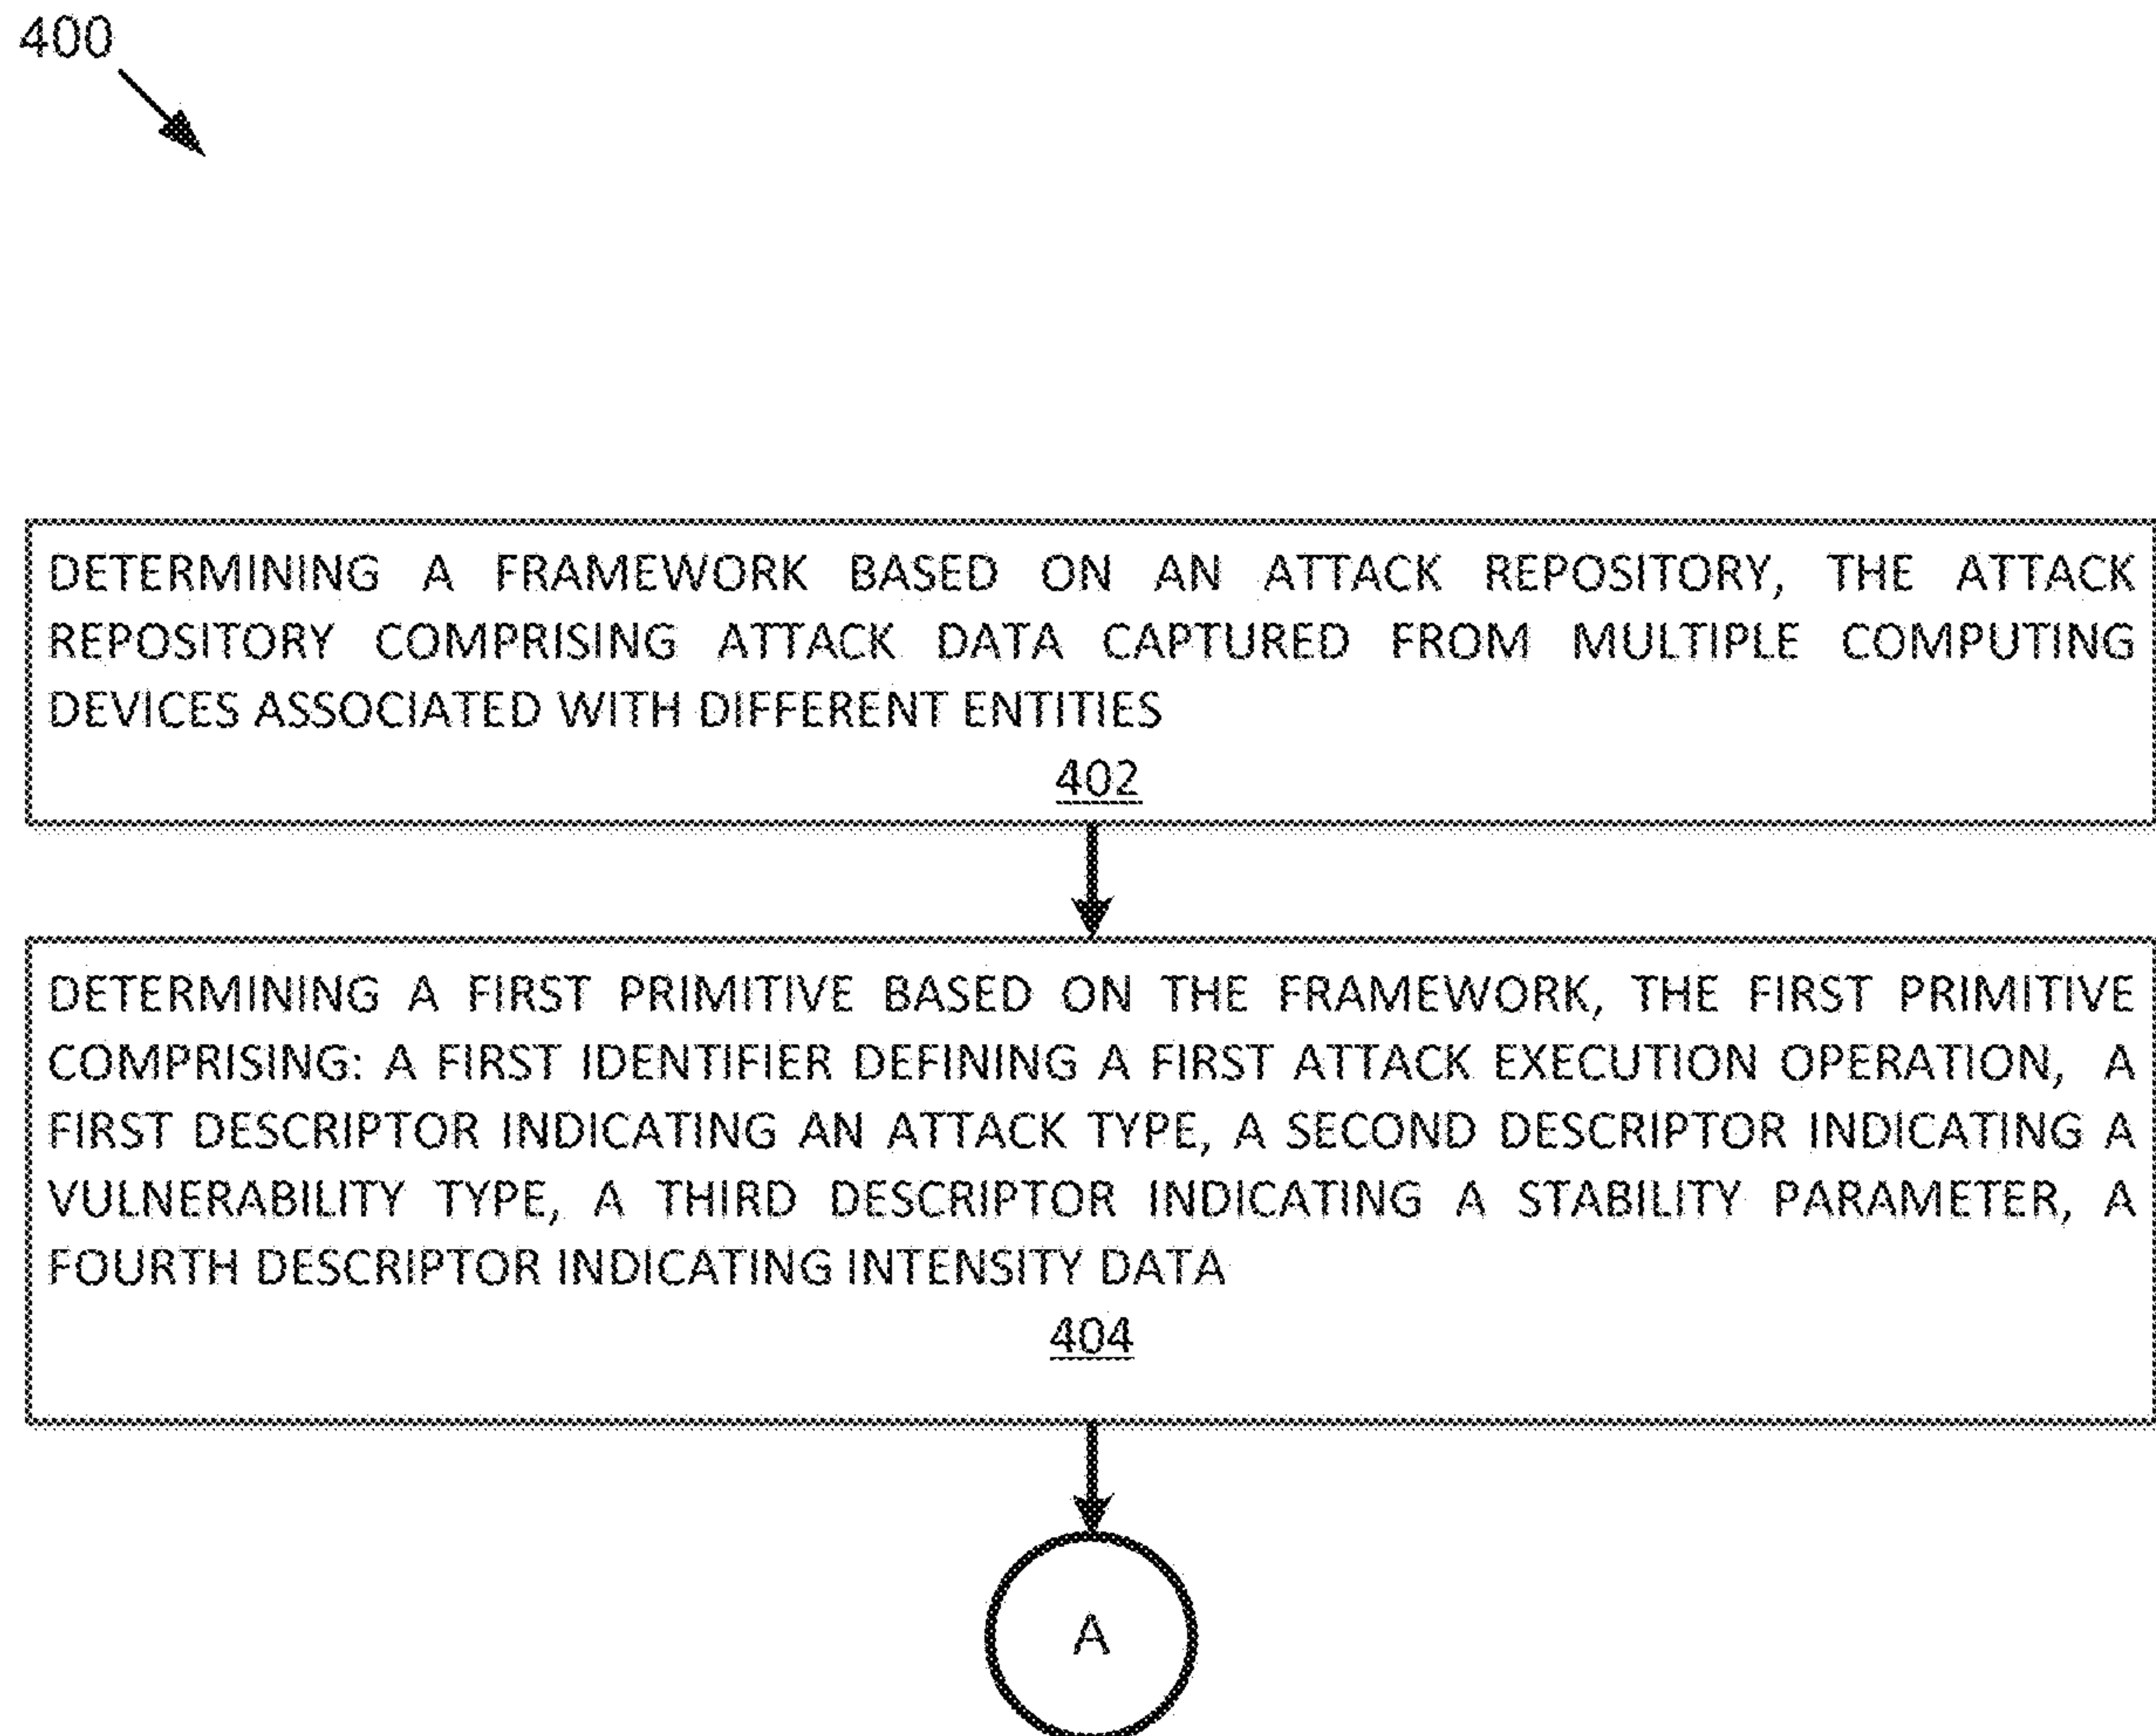 400
DETERMINING A FRAMEWORK BASED ON AN ATTACK REPOSITORY, THE ATTACK
REPOSITORY COMPRISING ATTACK DATA CAPTURED FROM MULTIPLE COMPUTING
DEVICES ASSOCIATED WITH DIFFERENT ENTITIES
402
DETERMINING A FIRST PRIMITIVE BASED ON THE FRAMEWORK, THE FIRST PRIMITIVE
COMPRISING: A FIRST IDENTIFIER DEFINING A FIRST ATTACK EXECUTION OPERATION, A
FIRST DESCRIPTOR INDICATING AN ATTACK TYPE, A SECOND DESCRIPTOR INDICATING A
VULNERABILITY TYPE, A THIRD DESCRIPTOR INDICATING A STABILITY PARAMETER, A
FOURTH DESCRIPTOR INDICATING INTENSITY DATA
404
A